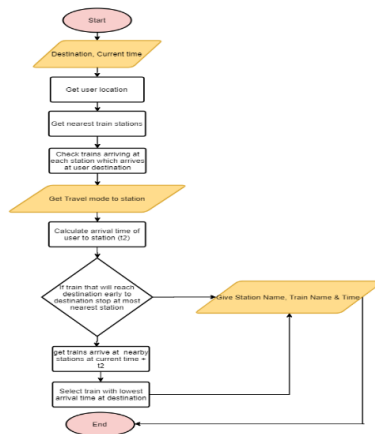 Start
Destination, Current time
Get user location
Get nearest train stations
Check trains arriving at
each station which arrives
at user destination
Get Travel mode to station
Calculate arrival time of
user to station (t2)
If train that will reach
destination early to
destination stop at most
nearest station
Give Station Name, Train Name & Time
get trains arrive at nearby
stations at current time +
t2
Select train with lowest
arrival time at destination
End